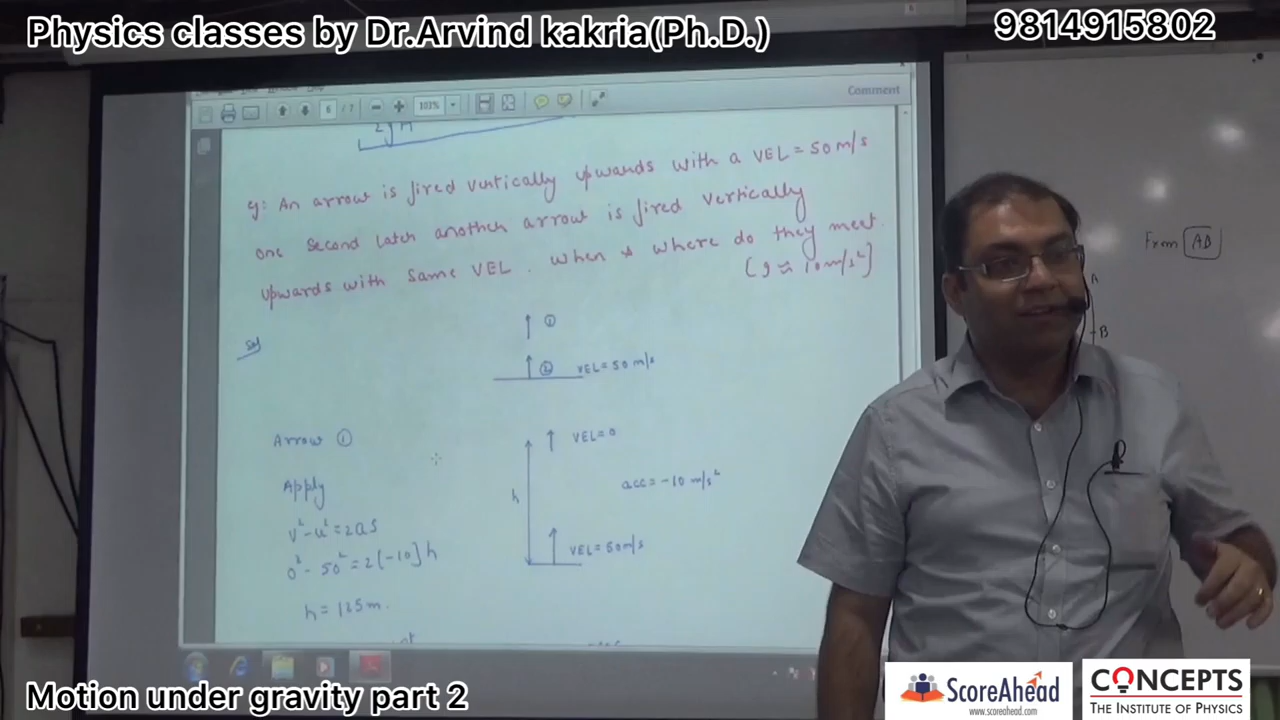 Physics classes by Dr.Arvind kakria(Ph.D.)
9814915802
6 / 7
103%
Comment
2g h
g: An arrow is fired vertically upwards with a VEL = 50 m/s
one second later another arrow is fired vertically
upwards with same VEL. When & where do they meet.
(g ≈ 10 m/s²)
Sol
①
② VEL = 50 m/s
Arrow ①
VEL = 0
Apply
h
acc = -10 m/s²
v² - u² = 2as
0² - 50² = 2(-10) h
VEL = 50 m/s
h = 125 m.
From AB
A
B
Motion under gravity part 2
ScoreAhead
www.scoreahead.com
CONCEPTS
THE INSTITUTE OF PHYSICS